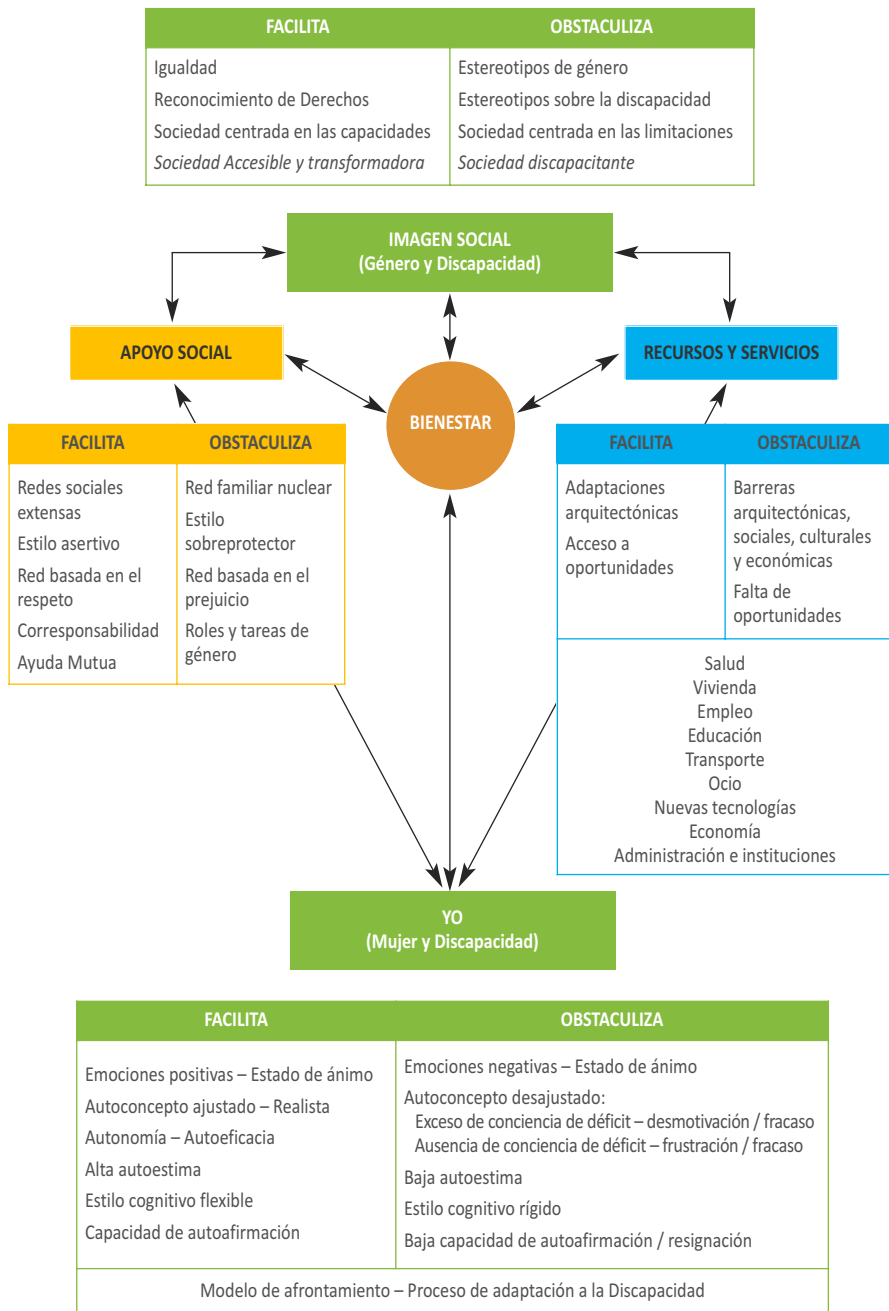 FACILITA
OBSTACULIZA
Igualdad
Reconocimiento de Derechos
Sociedad centrada en las capacidades
Sociedad Accesible y transformadora
Estereotipos de género
Estereotipos sobre la discapacidad
Sociedad centrada en las limitaciones
Sociedad discapacitante
IMAGEN SOCIAL
(Género y Discapacidad)
APOYO SOCIAL
RECURSOS Y SERVICIOS
BIENESTAR
FACILITA
OBSTACULIZA
Redes sociales
extensas
Estilo asertivo
Red basada en el
respeto
Corresponsabilidad
Ayuda Mutua
Red familiar nuclear
Estilo
sobreprotector
Red basada en el
prejuicio
Roles y tareas de
género
FACILITA
OBSTACULIZA
Adaptaciones
arquitectónicas
Acceso a
oportunidades
Barreras
arquitectónicas,
sociales, culturales
y económicas
Falta de
oportunidades
Salud
Vivienda
Empleo
Educación
Transporte
Ocio
Nuevas tecnologías
Economía
Administración e instituciones
YO
(Mujer y Discapacidad)
FACILITA
OBSTACULIZA
Emociones positivas – Estado de ánimo
Autoconcepto ajustado – Realista
Autonomía – Autoeficacia
Alta autoestima
Estilo cognitivo flexible
Capacidad de autoafirmación
Emociones negativas – Estado de ánimo
Autoconcepto desajustado:
Exceso de conciencia de déficit – desmotivación / fracaso
Ausencia de conciencia de déficit – frustración / fracaso
Baja autoestima
Estilo cognitivo rígido
Baja capacidad de autoafirmación / resignación
Modelo de afrontamiento – Proceso de adaptación a la Discapacidad